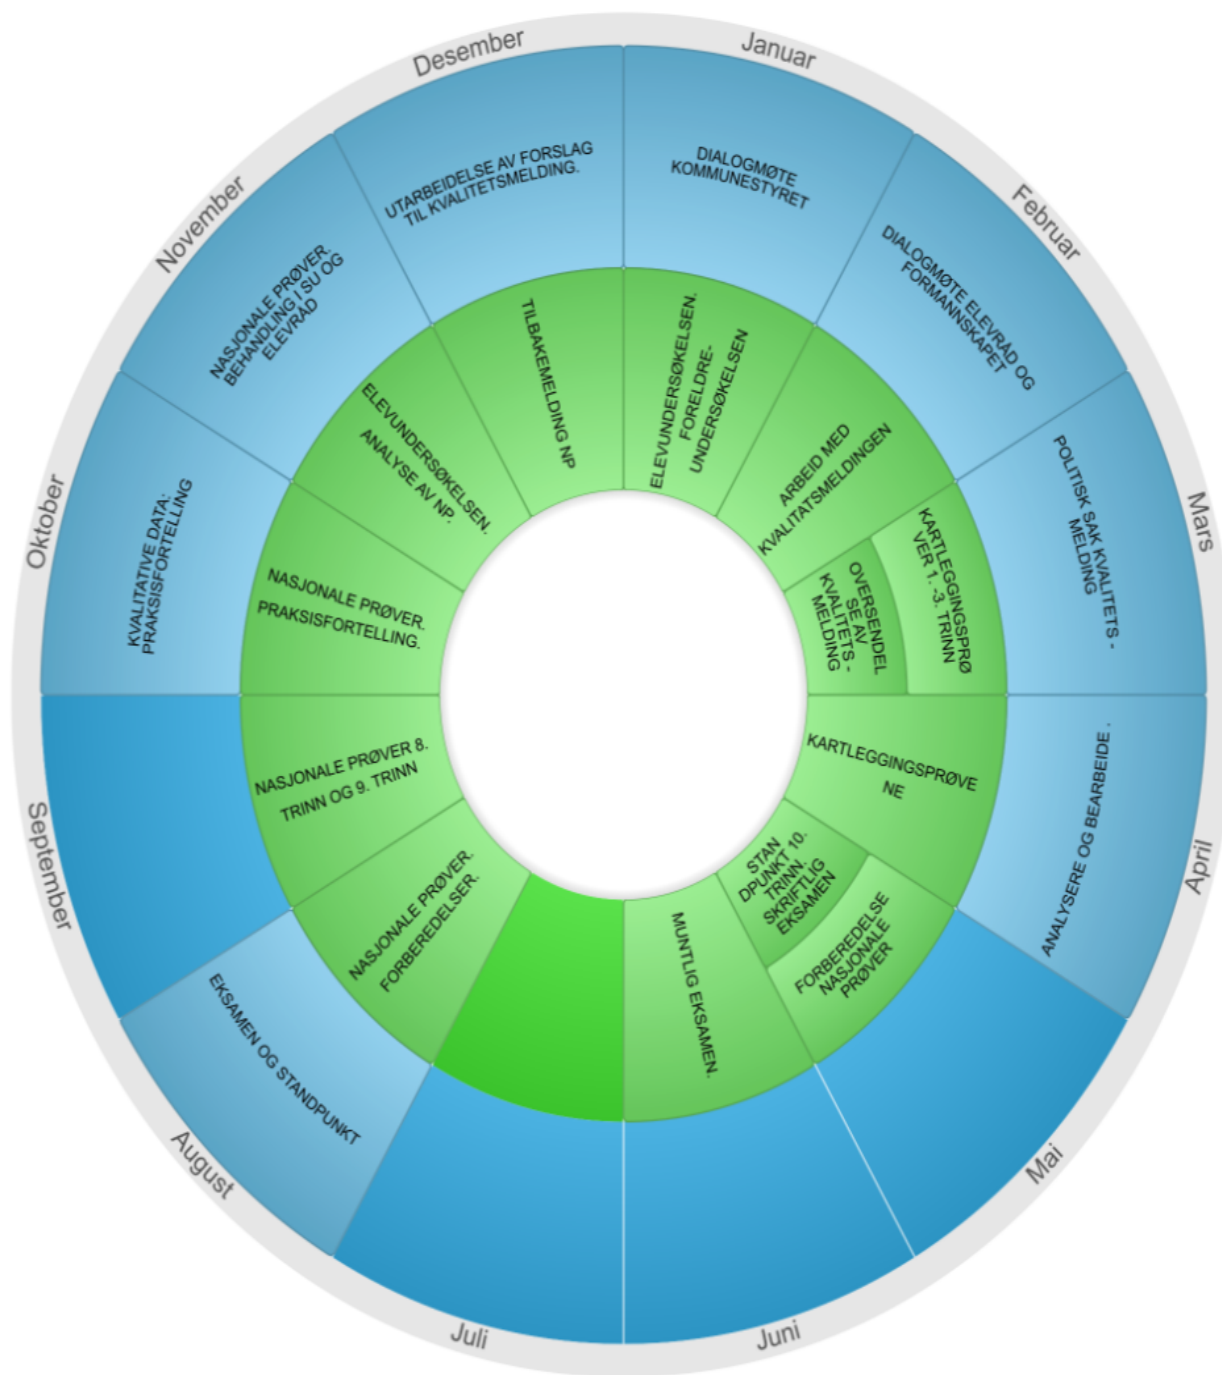 Januar
DIALOGMØTE
KOMMUNESTYRET
ELEVUNDERSØKELSEN.
FORELDRE-
UNDERSØKELSEN
Februar
DIALOGMØTE ELEVRÅD OG
FORMANNSKAPET
ARBEID MED
KVALITATSMELDINGEN
Mars
POLITISK SAK KVALITETS -
MELDING
KARTLEGGINGSPRØ
VER 1. -3. TRINN
OVERSENDEL
SE AV
KVALITETS -
MELDING
April
ANALYSERE OG BEARBEIDE .
KARTLEGGINGSPRØVE
NE
Mai
STAN
DPUNKT 10.
TRINN.
SKRIFTLIG
EKSAMEN
FORBEREDELSE
NASJONALE
PRØVER
Juni
MUNTLIG EKSAMEN.
Juli
August
EKSAMEN OG STANDPUNKT
NASJONALE PRØVER.
FORBEREDELSER.
September
NASJONALE PRØVER 8.
TRINN OG 9. TRINN
Oktober
KVALITATIVE DATA:
PRAKSISFORTELLING
NASJONALE PRØVER.
PRAKSISFORTELLING.
November
NASJONALE PRØVER.
BEHANDLING I SU OG
ELEVRÅD
ELEVUNDERSØKELSEN.
ANALYSE AV NP.
Desember
UTARBEIDELSE AV FORSLAG
TIL KVALITETSMELDING.
TILBAKEMELDING NP